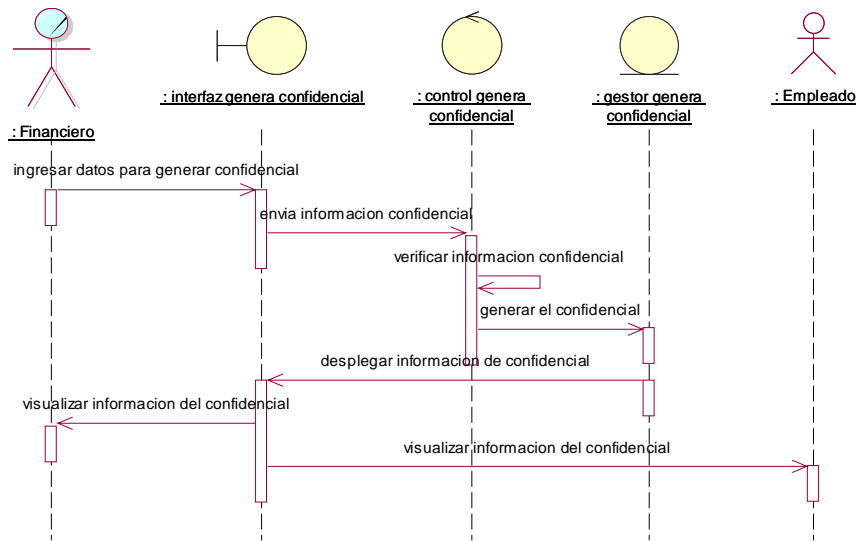 : Financiero
: interfaz genera confidencial
: control genera
confidencial
: gestor genera
confidencial
: Empleado
ingresar datos para generar confidencial
envia informacion confidencial
verificar informacion confidencial
generar el confidencial
desplegar informacion de confidencial
visualizar informacion del confidencial
visualizar informacion del confidencial